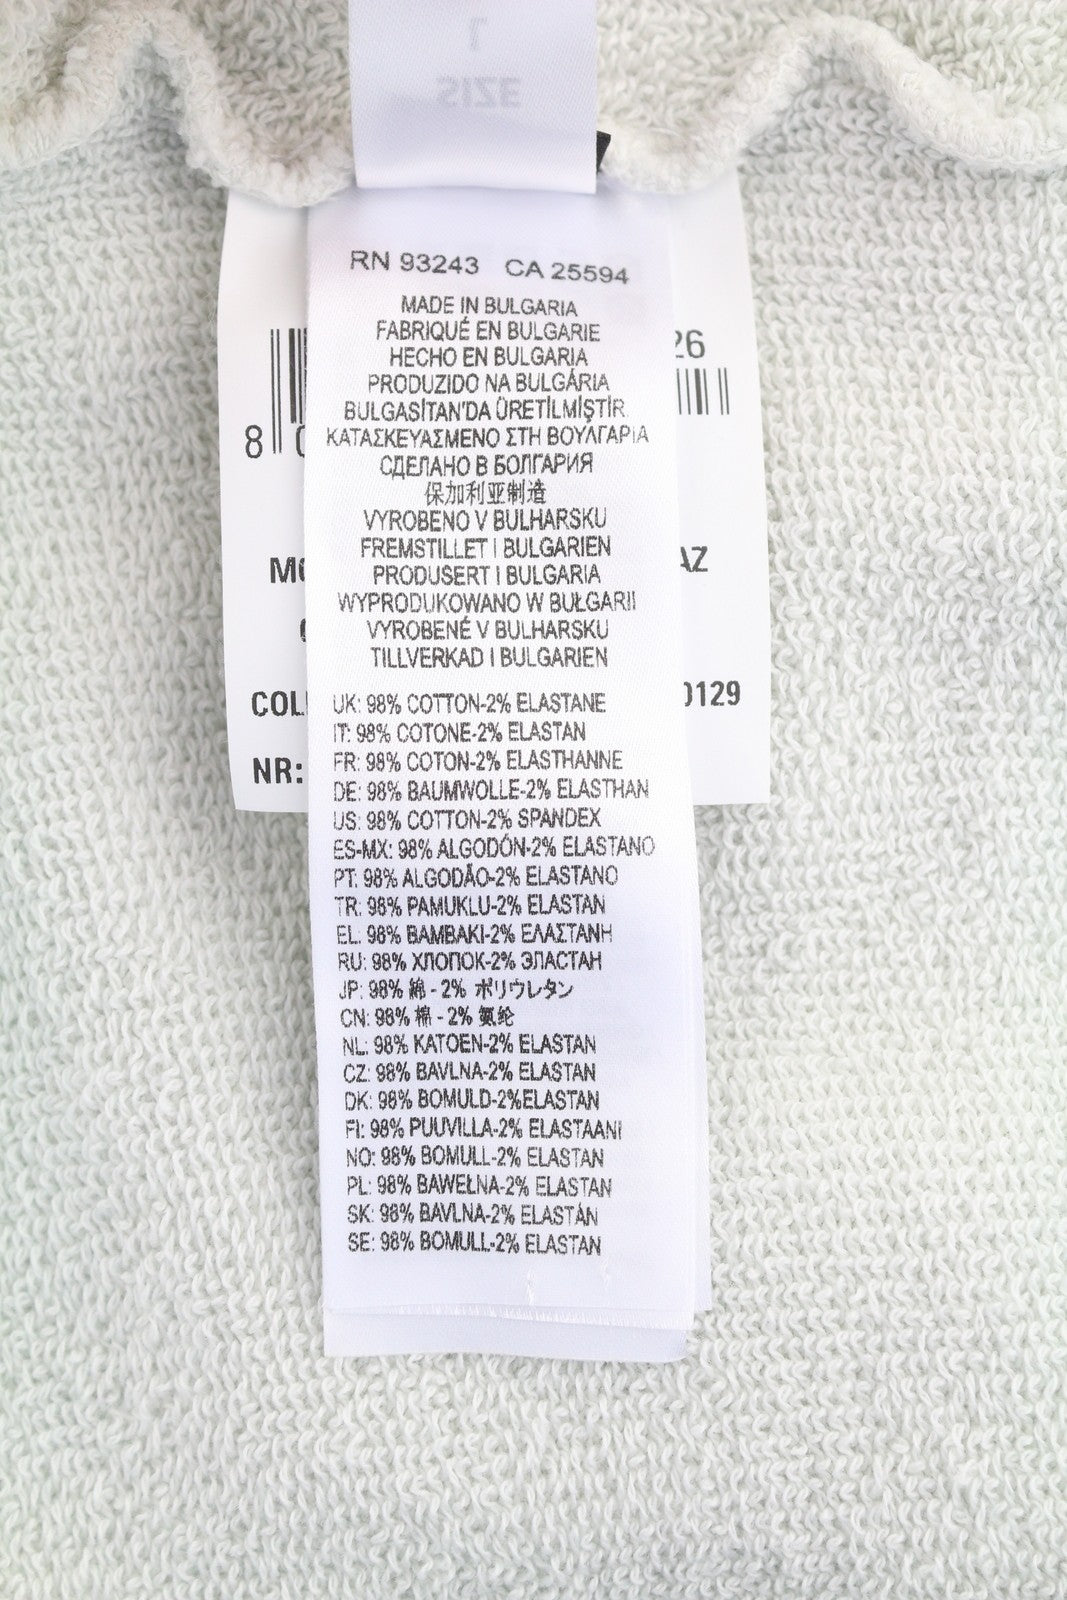 SIZE
RN 93243 CA 25594
MADE IN BULGARIA
FABRIQUÉ EN BULGARIE
HECHO EN BULGARIA
PRODUZIDO NA BULGÁRIA
BULGASİTAN'DA ÜRETİLMİŞTİR
ΚΑΤΑΣΚΕΥΑΣΜΕΝΟ ΣΤΗ ΒΟΥΛΓΑΡΙΑ
СДЕЛАНО В БОЛГАРИЯ
保加利亚制造
VYROBENO V BULHARSKU
FREMSTILLET I BULGARIEN
PRODUSERT I BULGARIA
WYPRODUKOWANO W BUŁGARII
VYROBENÉ V BULHARSKU
TILLVERKAD I BULGARIEN
UK: 98% COTTON-2% ELASTANE
IT: 98% COTONE-2% ELASTAN
FR: 98% COTON-2% ELASTHANNE
DE: 98% BAUMWOLLE-2% ELASTHAN
US: 98% COTTON-2% SPANDEX
ES-MX: 98% ALGODÓN-2% ELASTANO
PT: 98% ALGODÃO-2% ELASTANO
TR: 98% PAMUKLU-2% ELASTAN
EL: 98% ΒΑΜΒΑΚΙ-2% ΕΛΑΣΤΑΝΗ
RU: 98% ХЛОПОК-2% ЭЛАСТАН
JP: 98% 綿 - 2% ポリウレタン
CN: 98% 棉 - 2% 氨纶
NL: 98% KATOEN-2% ELASTAN
CZ: 98% BAVLNA-2% ELASTAN
DK: 98% BOMULD-2%ELASTAN
FI: 98% PUUVILLA-2% ELASTAANI
NO: 98% BOMULL-2% ELASTAN
PL: 98% BAWEŁNA-2% ELASTAN
SK: 98% BAVLNA-2% ELASTÁN
SE: 98% BOMULL-2% ELASTAN
26
8
AZ
0129
NR: